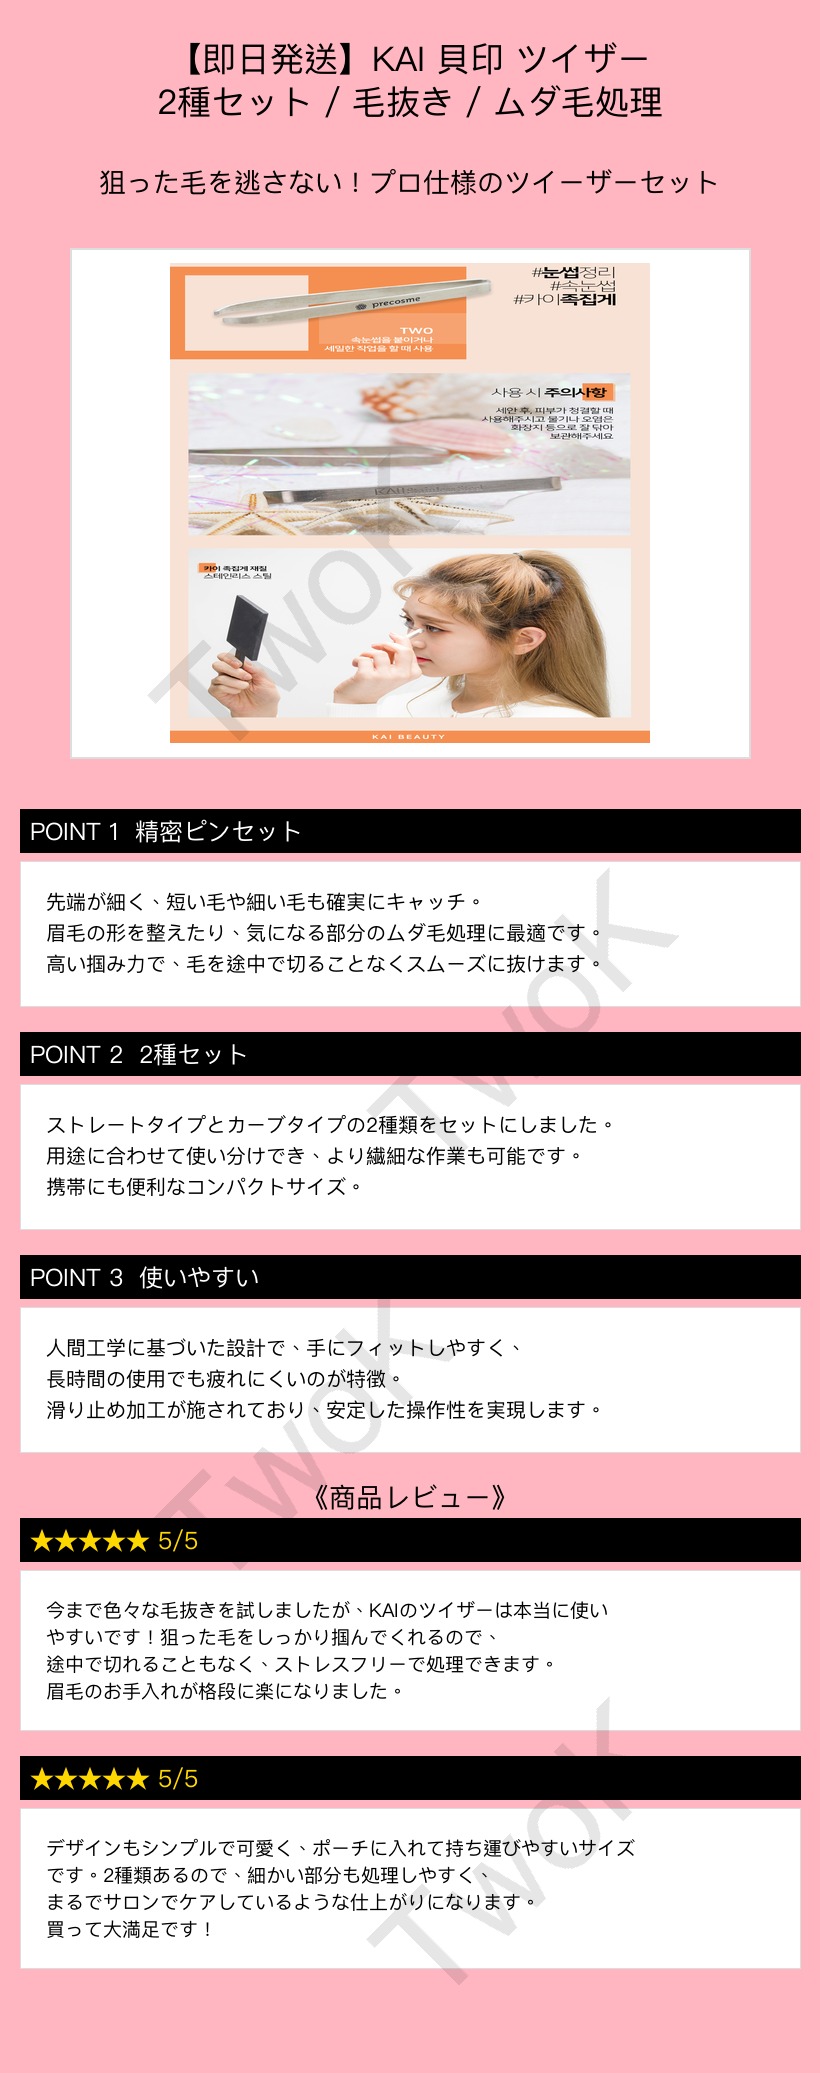 【即日発送】KAI 貝印 ツイザー
2種セット / 毛抜き / ムダ毛処理
狙った毛を逃さない！プロ仕様のツイーザーセット
#눈썹정리
#속눈썹
#카이족집게
precosme
TWO
속눈썹을 붙이거나
세밀한 작업을 할 때 사용
사용 시 주의사항
세안 후, 피부가 청결할 때
사용해주시고 물기나 오염은
화장지 등으로 잘 닦아
보관해주세요
카이 족집게 재질
스테인리스 스틸
KAI BEAUTY
TwoK
POINT 1 精密ピンセット
先端が細く、短い毛や細い毛も確実にキャッチ。
眉毛の形を整えたり、気になる部分のムダ毛処理に最適です。
高い掴み力で、毛を途中で切ることなくスムーズに抜けます。
TwoK
POINT 2 2種セット
ストレートタイプとカーブタイプの2種類をセットにしました。
用途に合わせて使い分けでき、より繊細な作業も可能です。
携帯にも便利なコンパクトサイズ。
POINT 3 使いやすい
人間工学に基づいた設計で、手にフィットしやすく、
長時間の使用でも疲れにくいのが特徴。
滑り止め加工が施されており、安定した操作性を実現します。
TwoK
《商品レビュー》
★★★★★ 5/5
今まで色々な毛抜きを試しましたが、KAIのツイザーは本当に使い
やすいです！狙った毛をしっかり掴んでくれるので、
途中で切れることもなく、ストレスフリーで処理できます。
眉毛のお手入れが格段に楽になりました。
★★★★★ 5/5
デザインもシンプルで可愛く、ポーチに入れて持ち運びやすいサイズ
です。2種類あるので、細かい部分も処理しやすく、
まるでサロンでケアしているような仕上がりになります。
買って大満足です！
TwoK